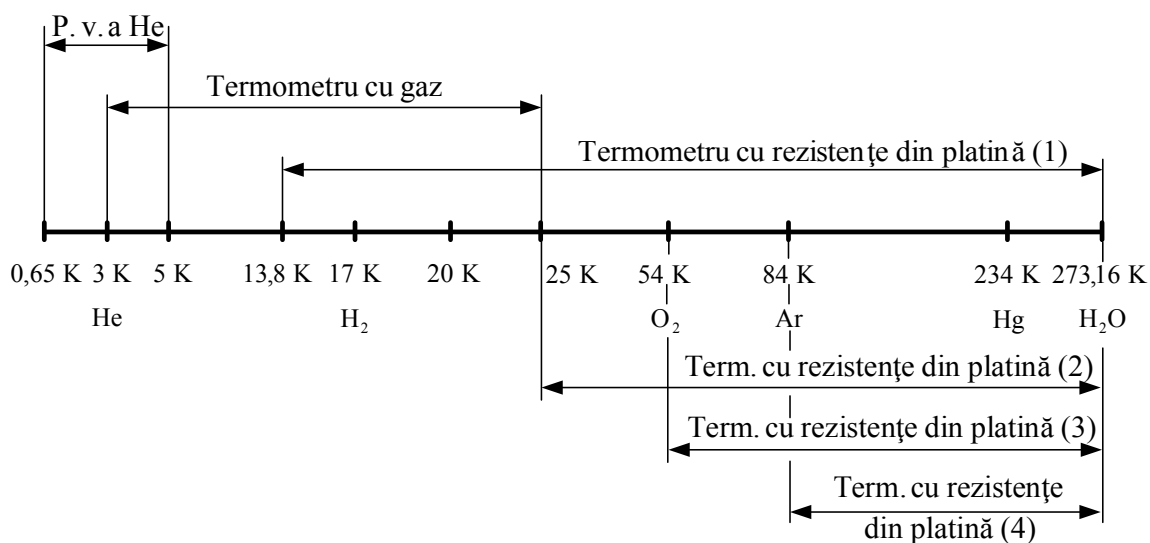 P. v. a He
Termometru cu gaz
Termometru cu rezistenţe din platină (1)
0,65 K 3 K 5 K 13,8 K 17 K 20 K 25 K 54 K 84 K 234 K 273,16 K
He H₂ O₂ Ar Hg H₂O
Term. cu rezistenţe din platină (2)
Term. cu rezistenţe din platină (3)
Term. cu rezistenţe
din platină (4)